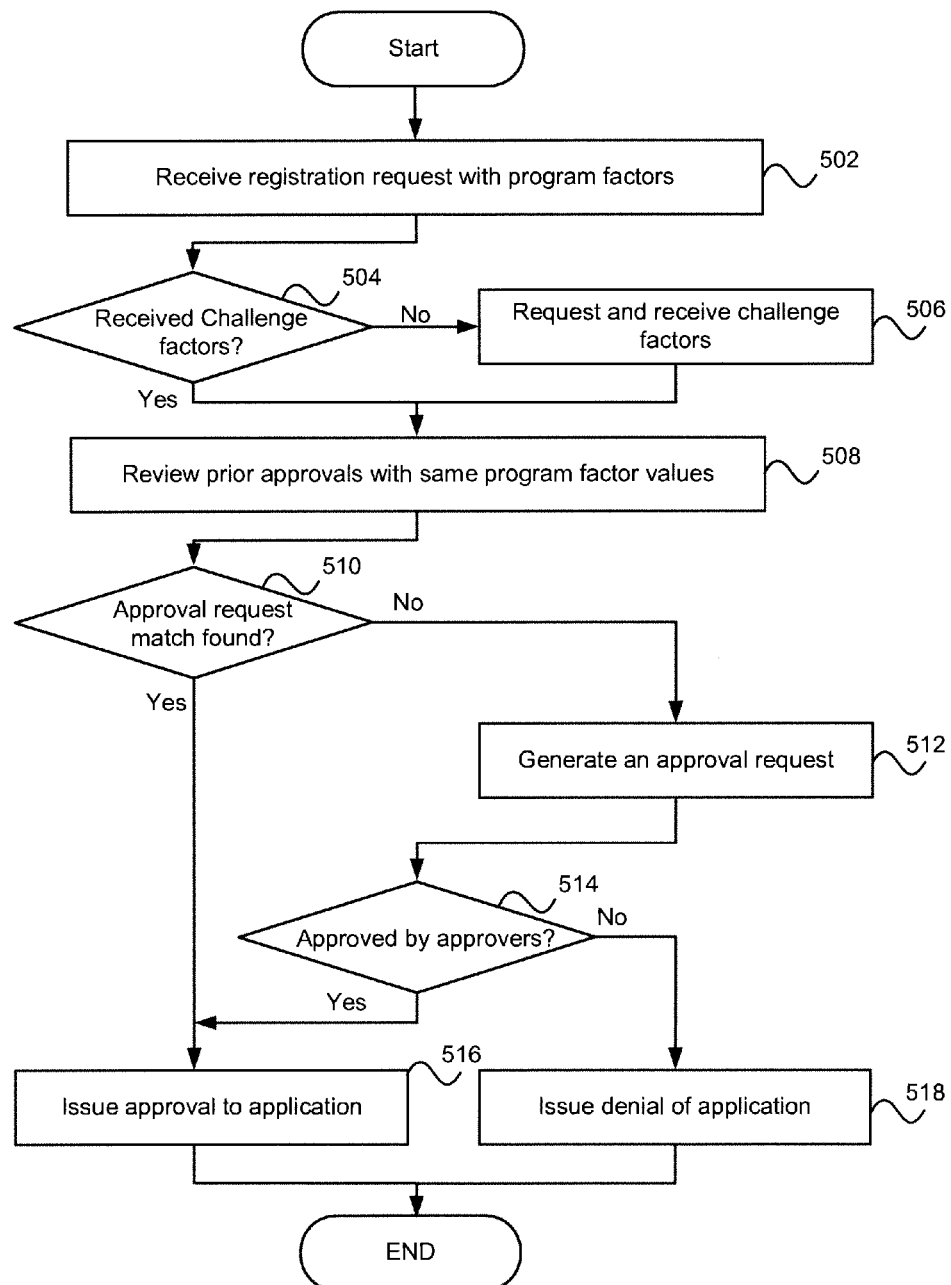 Start
Receive registration request with program factors
502
504
Received Challenge
factors?
No
Request and receive challenge
factors
506
Yes
Review prior approvals with same program factor values
508
510
Approval request
match found?
No
Yes
Generate an approval request
512
514
Approved by approvers?
No
Yes
516
Issue approval to application
Issue denial of application
518
END